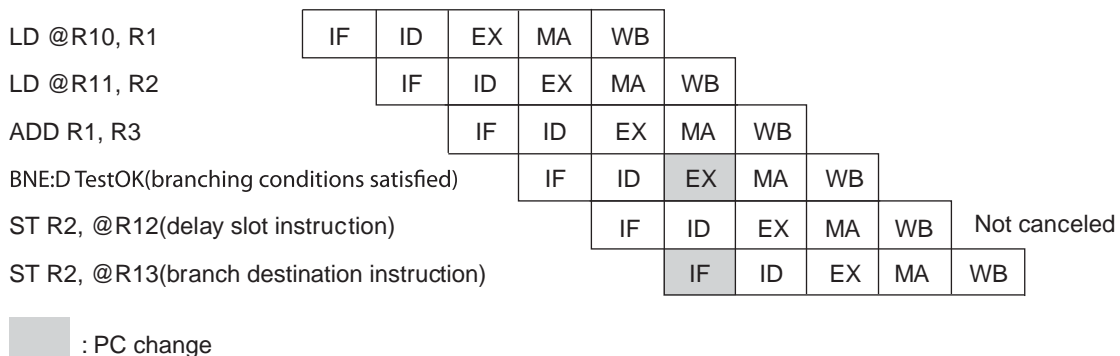 LD @R10, R1 IF ID EX MA WB
LD @R11, R2 IF ID EX MA WB
ADD R1, R3 IF ID EX MA WB
BNE:D TestOK(branching conditions satisfied) IF ID EX MA WB
ST R2, @R12(delay slot instruction) IF ID EX MA WB Not canceled
ST R2, @R13(branch destination instruction) IF ID EX MA WB
: PC change